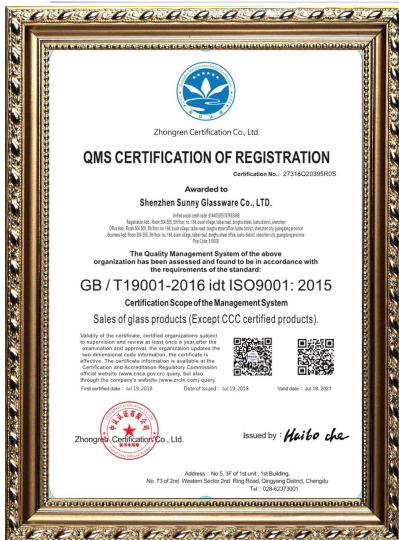 Zhongren Certification Co., Ltd.
QMS CERTIFICATION OF REGISTRATION
Certification No.: 27318Q20395R0S
Awarded to
Shenzhen Sunny Glassware Co., LTD.
The Quality Management System of the above
organization has been assessed and found to be in accordance with
the requirements of the standard:
GB / T19001-2016 idt ISO9001: 2015
Certification Scope of the Management System
Sales of glass products (Except CCC certified products).
Validity of the certificate, certified organizations subject
to supervision and review at least once a year,after the
examination and approval, the organization updates the
two-dimensional code information, the certificate is
effective. The certificate information is available at the
Certification and Accreditation Regulatory Commission
official website (www.cnca.gov.cn) query, but also
through the company's website (www.zrclm.com) query.
First certified date : Jul.19, 2018 Date of Issued : Jul.19, 2018 Valid date : Jul.18, 2021
Zhongren Certification Co., Ltd.
Issued by : Haibo che
Address : No.5, 3F of 1st unit , 1st Building,
No. 73 of 2nd Western Sector 2nd Ring Road, Qingyang District, Chengdu
Tel : 028-62373001